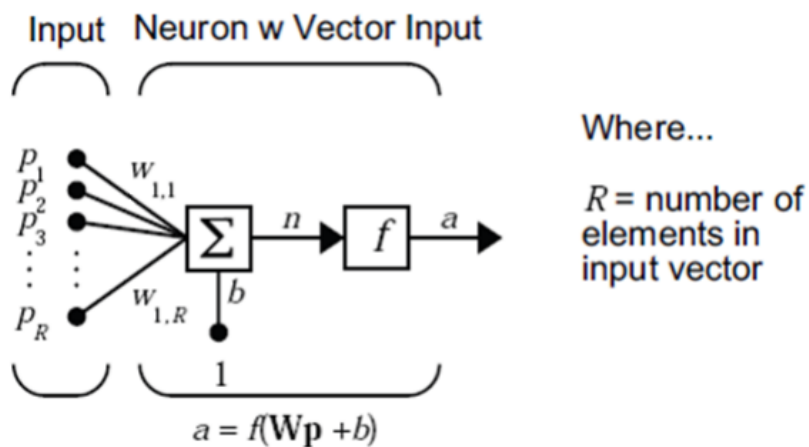 Input Neuron w Vector Input
p1
p2
p3
pR
w1,1
w1,R
Σ
n
f
a
b
1
a = f(Wp +b)
Where...
R = number of
elements in
input vector